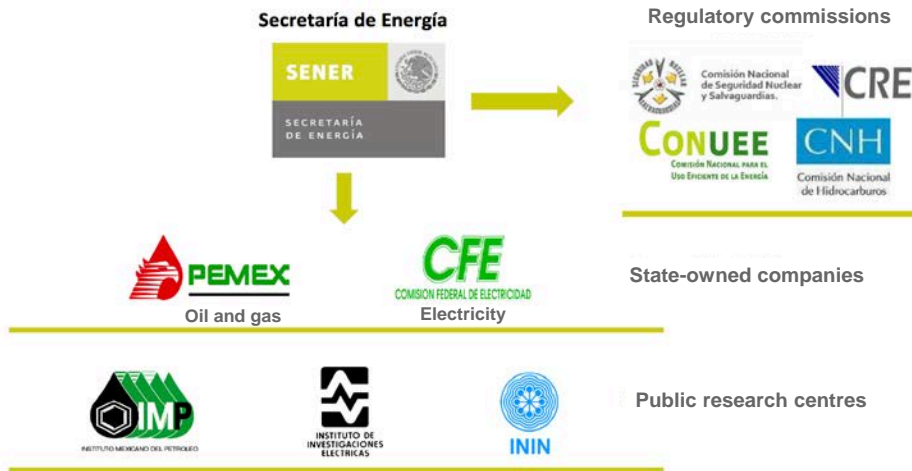 Secretaría de Energía
Regulatory commissions
SENER
SECRETARÍA
DE ENERGÍA
SEGURIDAD NUCLEAR
SALVAGUARDIAS
Comisión Nacional
de Seguridad Nuclear
y Salvaguardias.
CRE
CONUEE
COMISIÓN NACIONAL PARA EL
USO EFICIENTE DE LA ENERGÍA
CNH
Comisión Nacional
de Hidrocarburos
PEMEX
Oil and gas
CFE
COMISION FEDERAL DE ELECTRICIDAD
Electricity
State-owned companies
IMP
INSTITUTO MEXICANO DEL PETROLEO
INSTITUTO DE
INVESTIGACIONES
ELECTRICAS
ININ
Public research centres